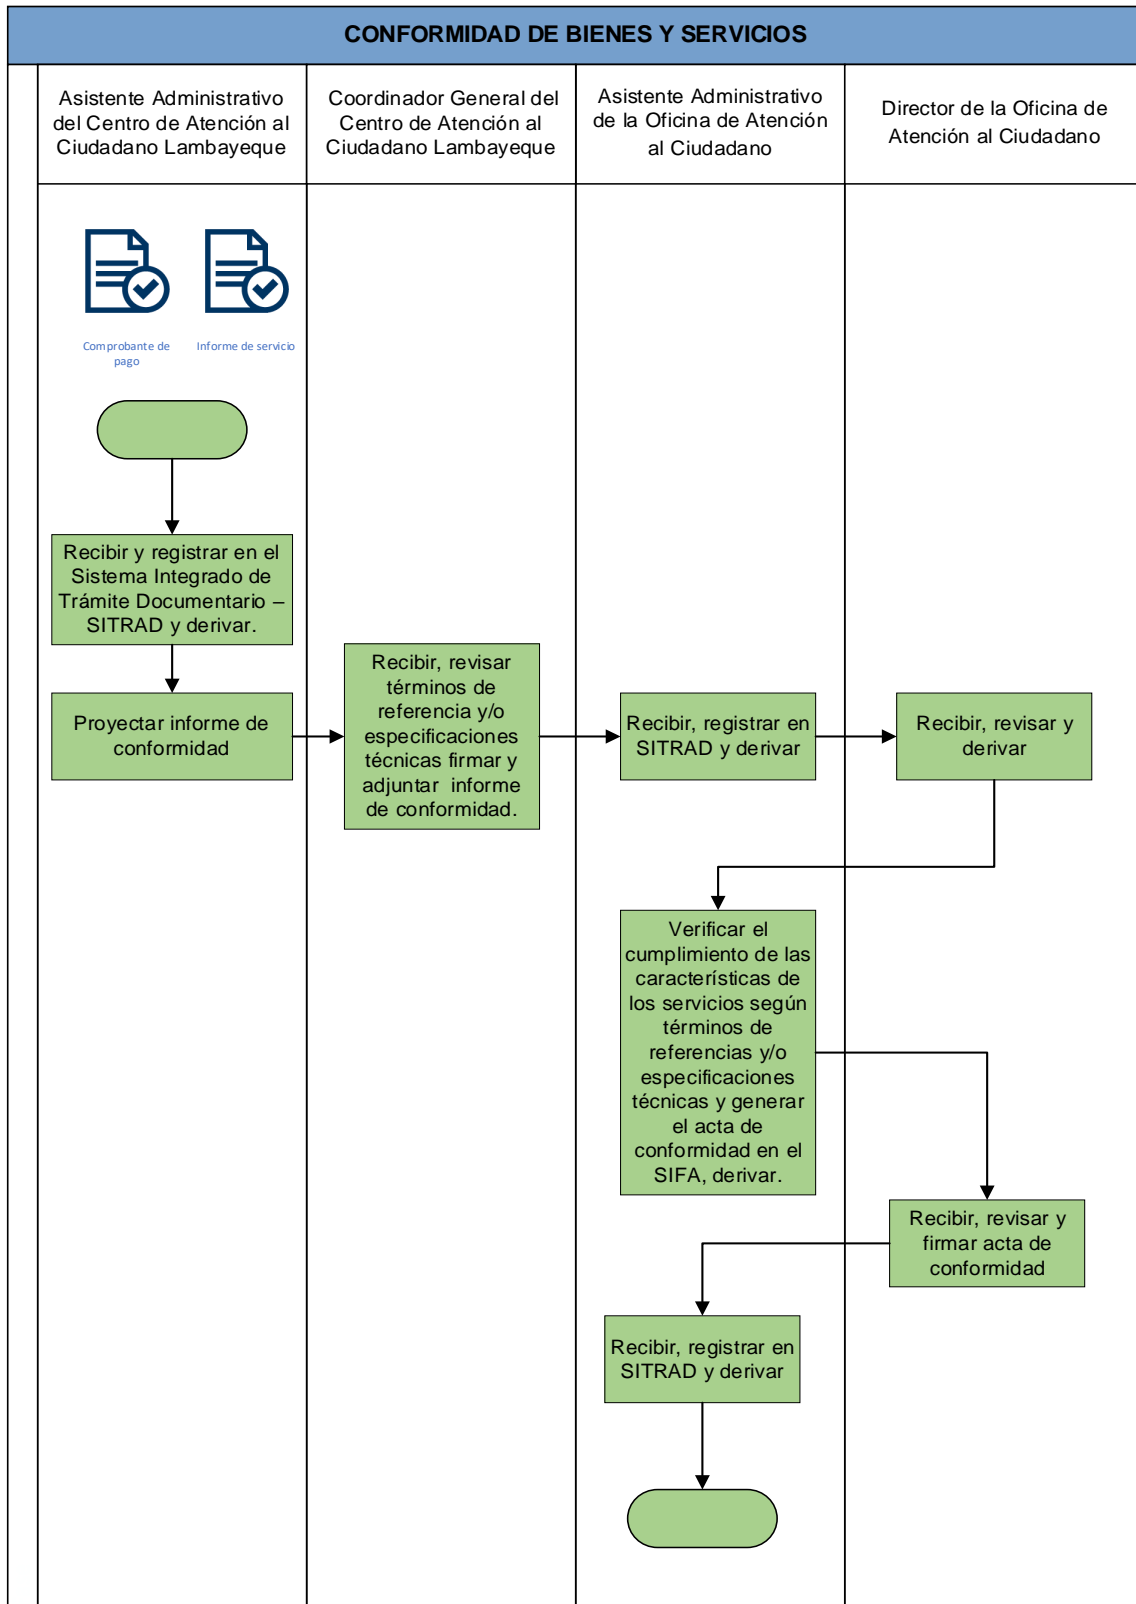 CONFORMIDAD DE BIENES Y SERVICIOS
Asistente Administrativo
del Centro de Atención al
Ciudadano Lambayeque
Coordinador General del
Centro de Atención al
Ciudadano Lambayeque
Asistente Administrativo
de la Oficina de Atención
al Ciudadano
Director de la Oficina de
Atención al Ciudadano
Comprobante de
pago
Informe de servicio
Recibir y registrar en el
Sistema Integrado de
Trámite Documentario –
SITRAD y derivar.
Proyectar informe de
conformidad
Recibir, revisar
términos de
referencia y/o
especificaciones
técnicas firmar y
adjuntar informe
de conformidad.
Recibir, registrar en
SITRAD y derivar
Recibir, revisar y
derivar
Verificar el
cumplimiento de las
características de
los servicios según
términos de
referencias y/o
especificaciones
técnicas y generar
el acta de
conformidad en el
SIFA, derivar.
Recibir, revisar y
firmar acta de
conformidad
Recibir, registrar en
SITRAD y derivar